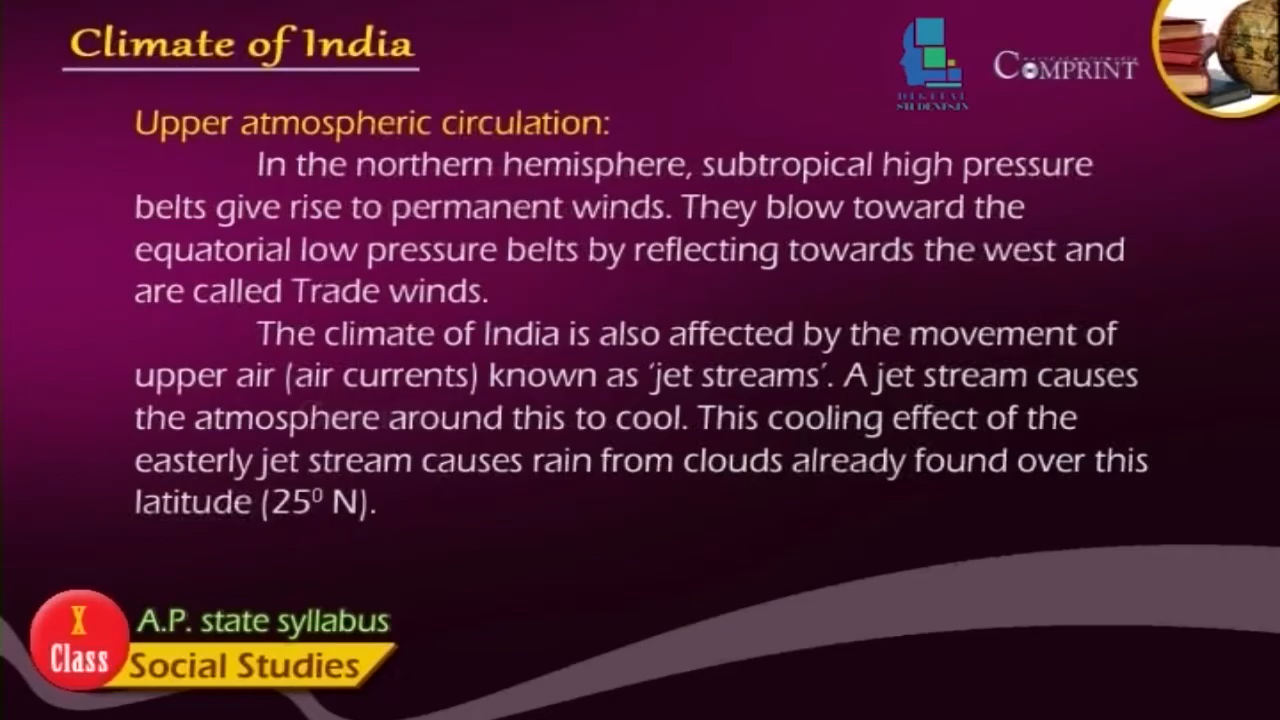 Climate of India
COMPRINT
STUDENTS.IN
Upper atmospheric circulation:
In the northern hemisphere, subtropical high pressure
belts give rise to permanent winds. They blow toward the
equatorial low pressure belts by reflecting towards the west and
are called Trade winds.
The climate of India is also affected by the movement of
upper air (air currents) known as ‘jet streams’. A jet stream causes
the atmosphere around this to cool. This cooling effect of the
easterly jet stream causes rain from clouds already found over this
latitude (25⁰ N).
X
Class
A.P. state syllabus
Social Studies